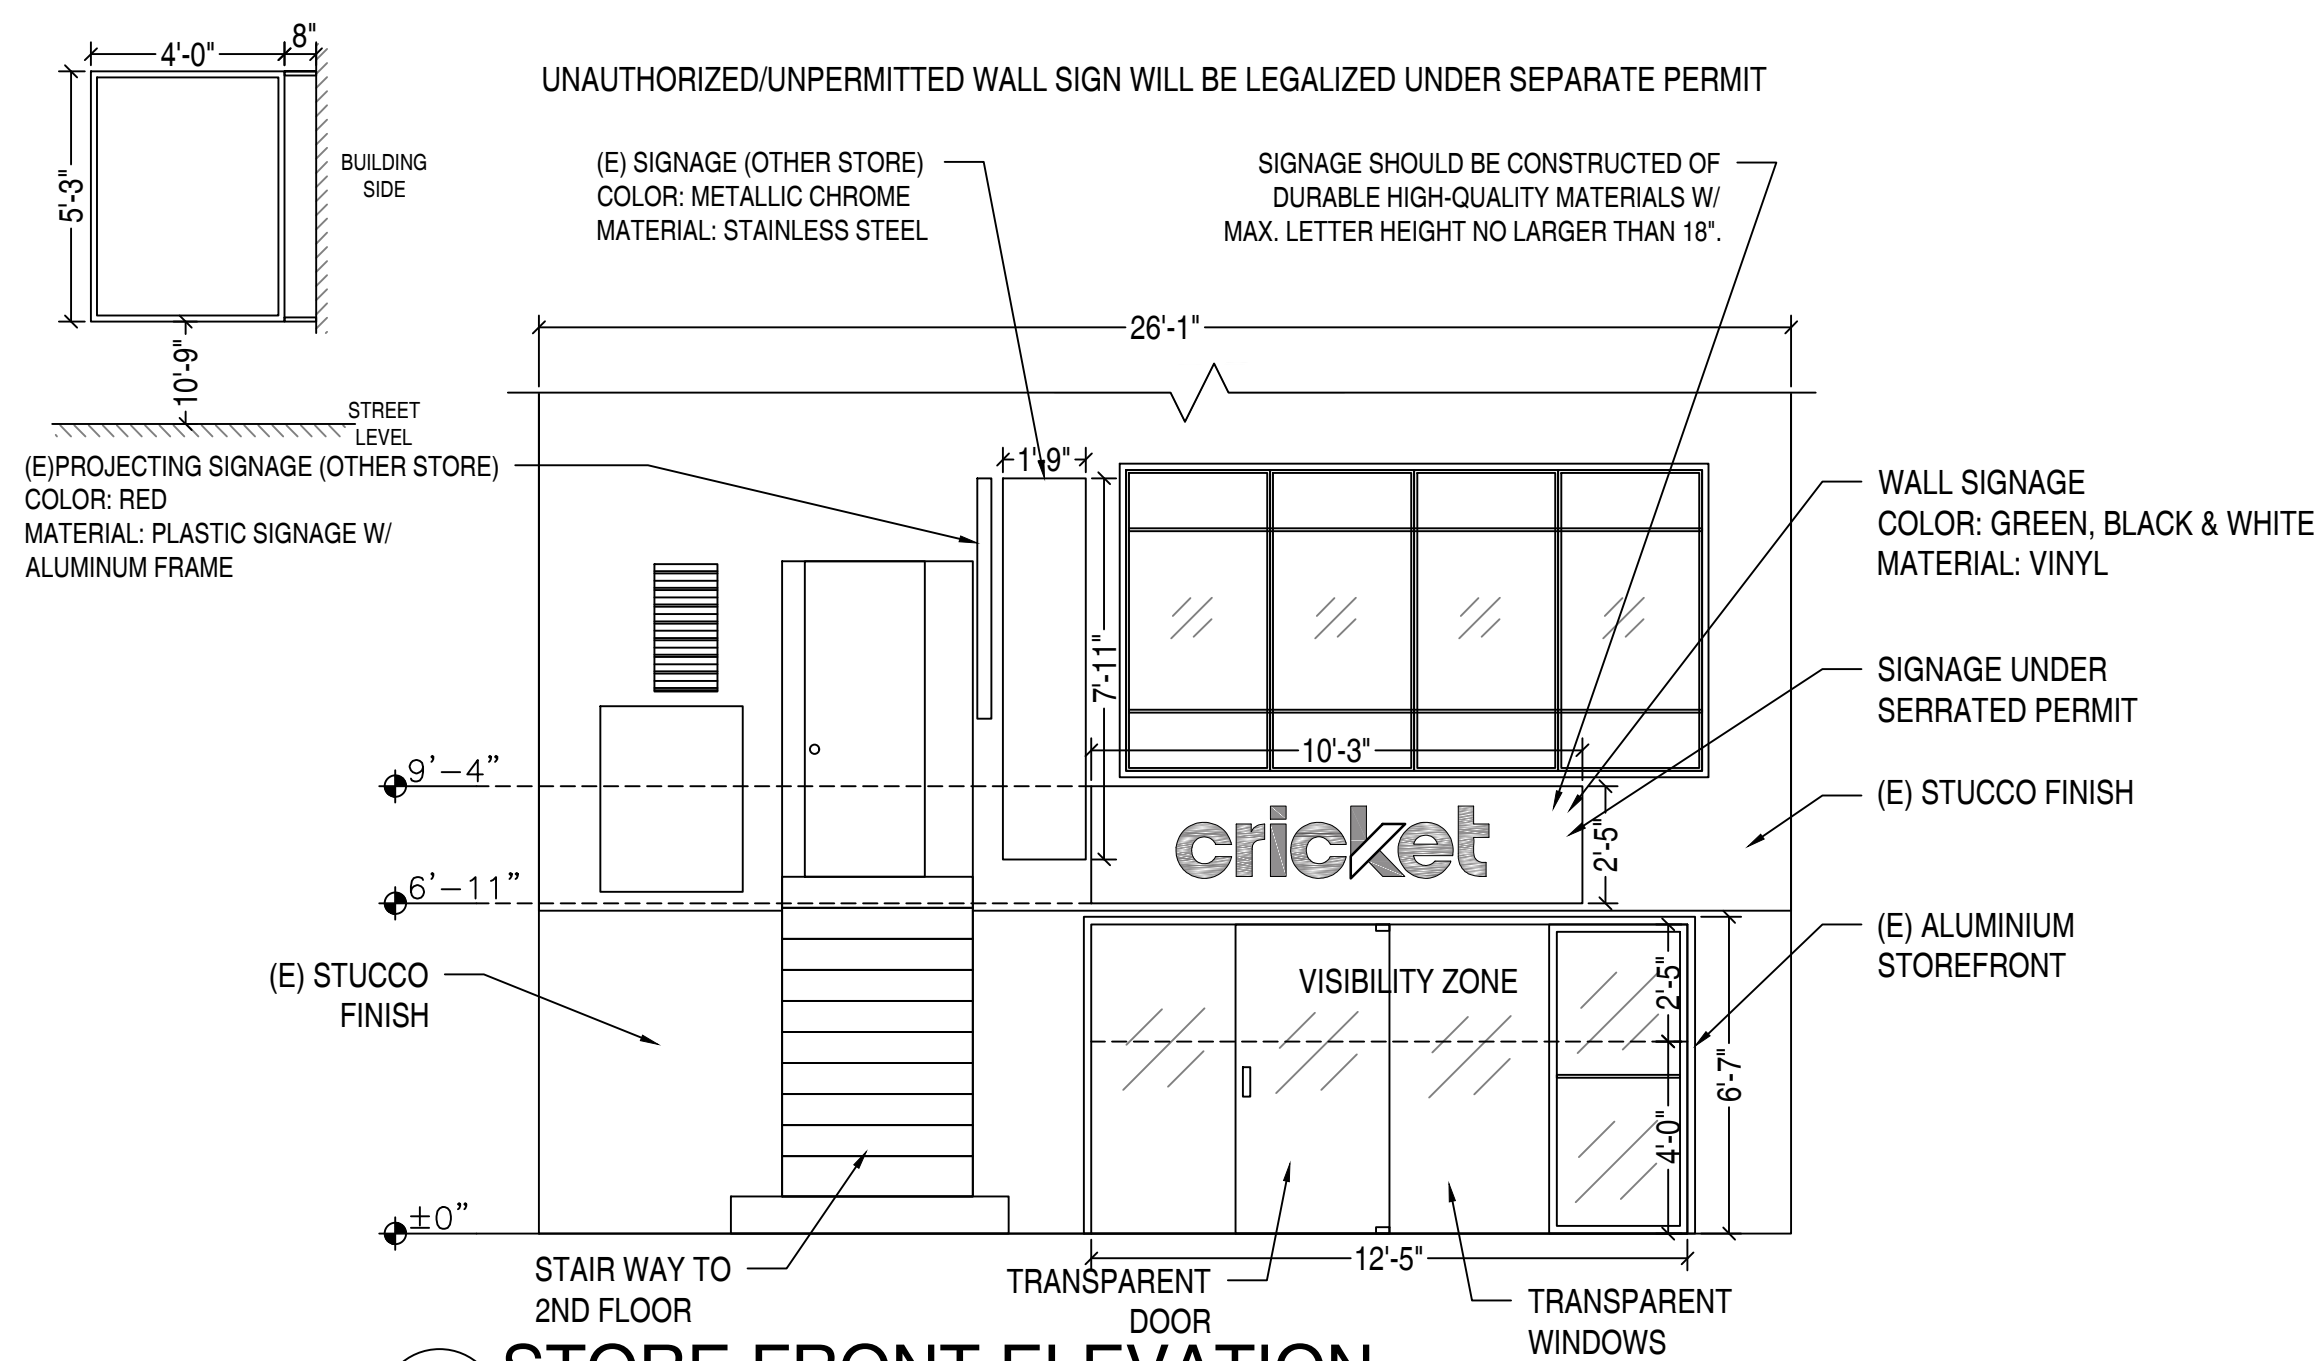 4'-0"
8"
5'-3"
BUILDING
SIDE
10'-9"
STREET
LEVEL
UNAUTHORIZED/UNPERMITTED WALL SIGN WILL BE LEGALIZED UNDER SEPARATE PERMIT
(E) SIGNAGE (OTHER STORE)
COLOR: METALLIC CHROME
MATERIAL: STAINLESS STEEL
SIGNAGE SHOULD BE CONSTRUCTED OF
DURABLE HIGH-QUALITY MATERIALS W/
MAX. LETTER HEIGHT NO LARGER THAN 18".
26'-1"
(E)PROJECTING SIGNAGE (OTHER STORE)
COLOR: RED
MATERIAL: PLASTIC SIGNAGE W/
ALUMINUM FRAME
1'-9"
7'-11"
WALL SIGNAGE
COLOR: GREEN, BLACK & WHITE
MATERIAL: VINYL
SIGNAGE UNDER
SERRATED PERMIT
10'-3"
9'-4"
(E) STUCCO FINISH
cricket
2'-5"
6'-11"
(E) ALUMINIUM
STOREFRONT
(E) STUCCO
FINISH
VISIBILITY ZONE
2'-5"
6'-7"
4'-0"
±0"
12'-5"
STAIR WAY TO
2ND FLOOR
TRANSPARENT
DOOR
TRANSPARENT
WINDOWS
STORE FRONT ELEVATION